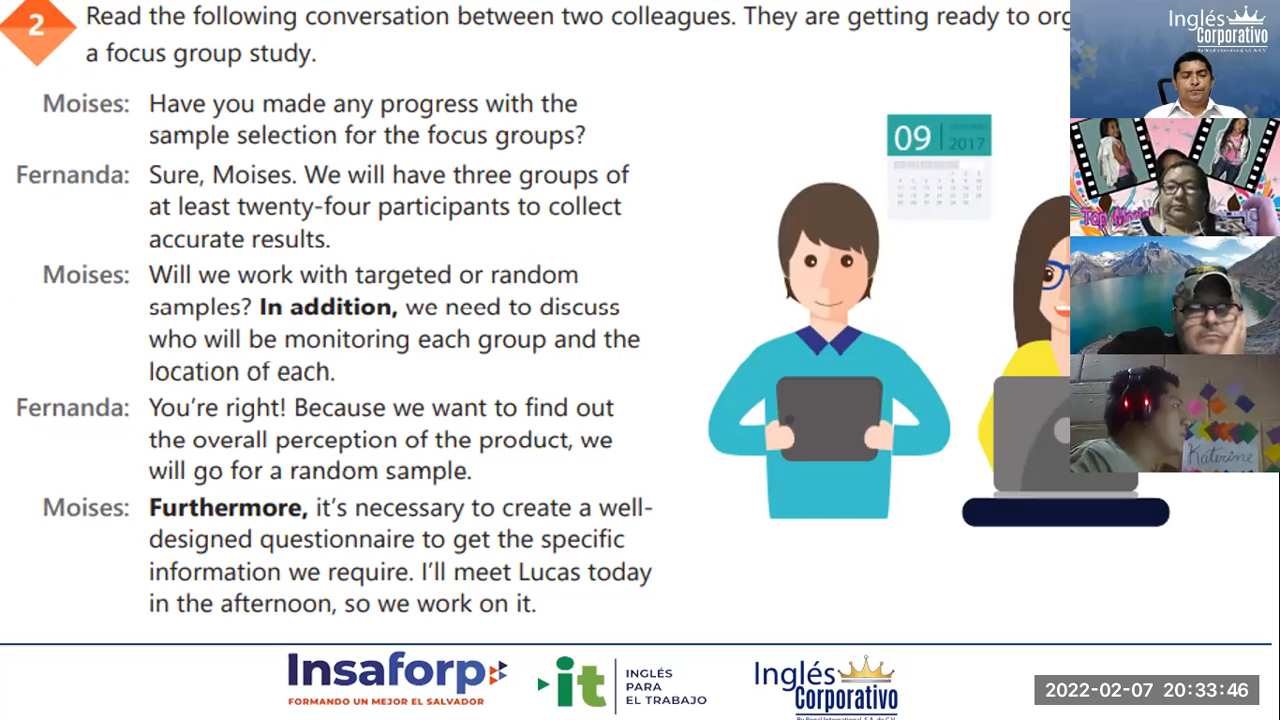 2
Read the following conversation between two colleagues. They are getting ready to
a focus group study.
Moises: Have you made any progress with the
sample selection for the focus groups?
Fernanda: Sure, Moises. We will have three groups of
at least twenty-four participants to collect
accurate results.
Moises: Will we work with targeted or random
samples? In addition, we need to discuss
who will be monitoring each group and the
location of each.
Fernanda: You're right! Because we want to find out
the overall perception of the product, we
will go for a random sample.
Moises: Furthermore, it's necessary to create a well-
designed questionnaire to get the specific
information we require. I'll meet Lucas today
in the afternoon, so we work on it.
09 2017
Inglés
Corporativo
Top Model
Katerine
Insaforp
FORMANDO UN MEJOR EL SALVADOR
it
INGLÉS
PARA
EL TRABAJO
Inglés
Corporativo
2022-02-07 20:33:46